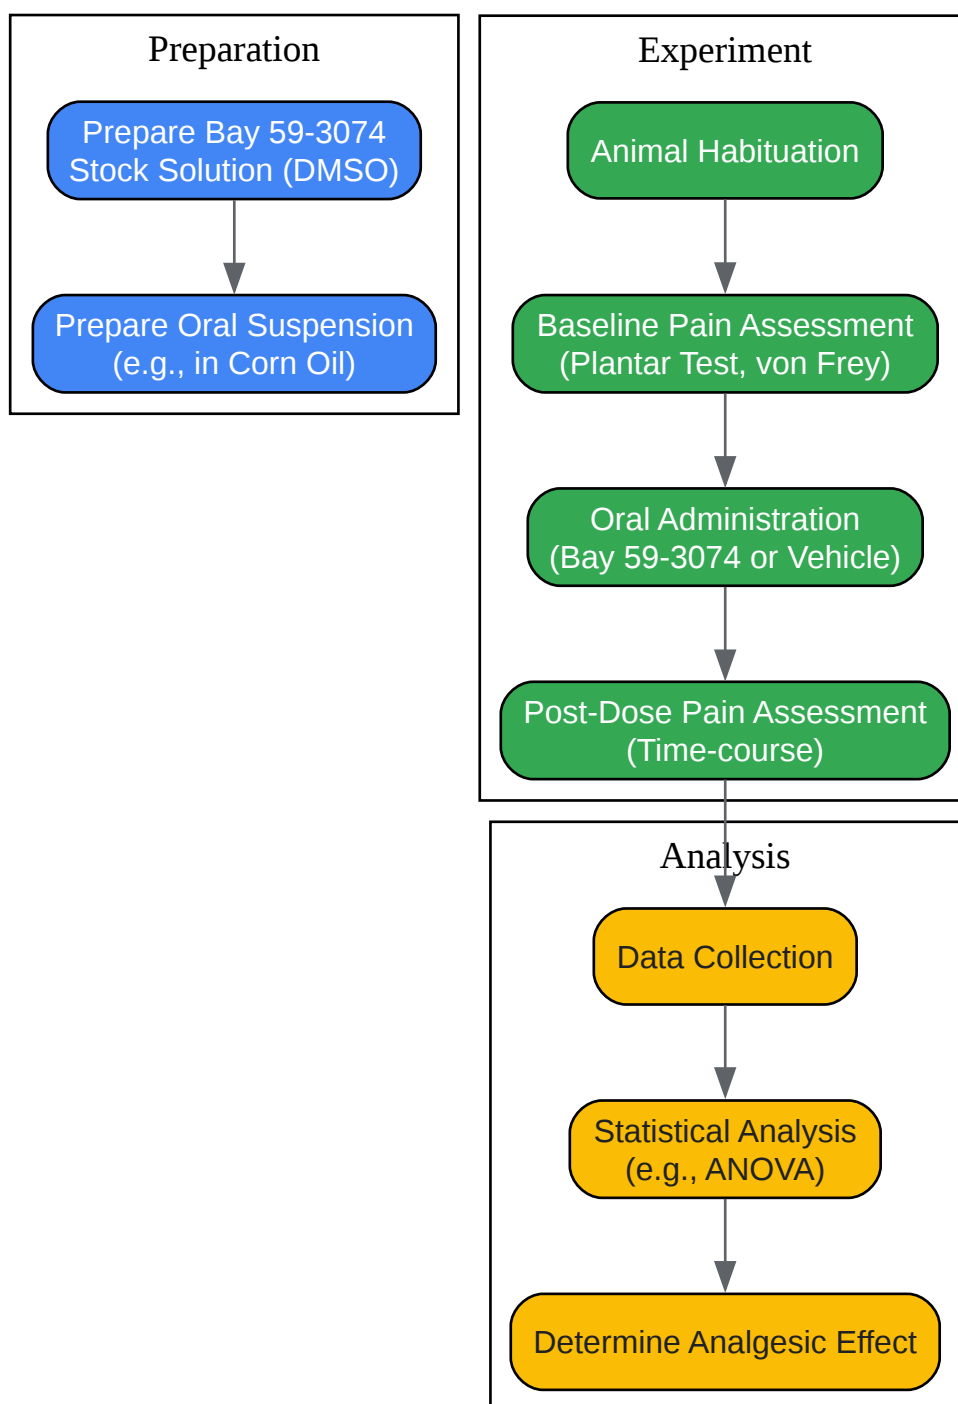 Preparation
Prepare Bay 59-3074
Stock Solution (DMSO)
Prepare Oral Suspension
(e.g., in Corn Oil)
Experiment
Animal Habituation
Baseline Pain Assessment
(Plantar Test, von Frey)
Oral Administration
(Bay 59-3074 or Vehicle)
Post-Dose Pain Assessment
(Time-course)
Analysis
Data Collection
Statistical Analysis
(e.g., ANOVA)
Determine Analgesic Effect